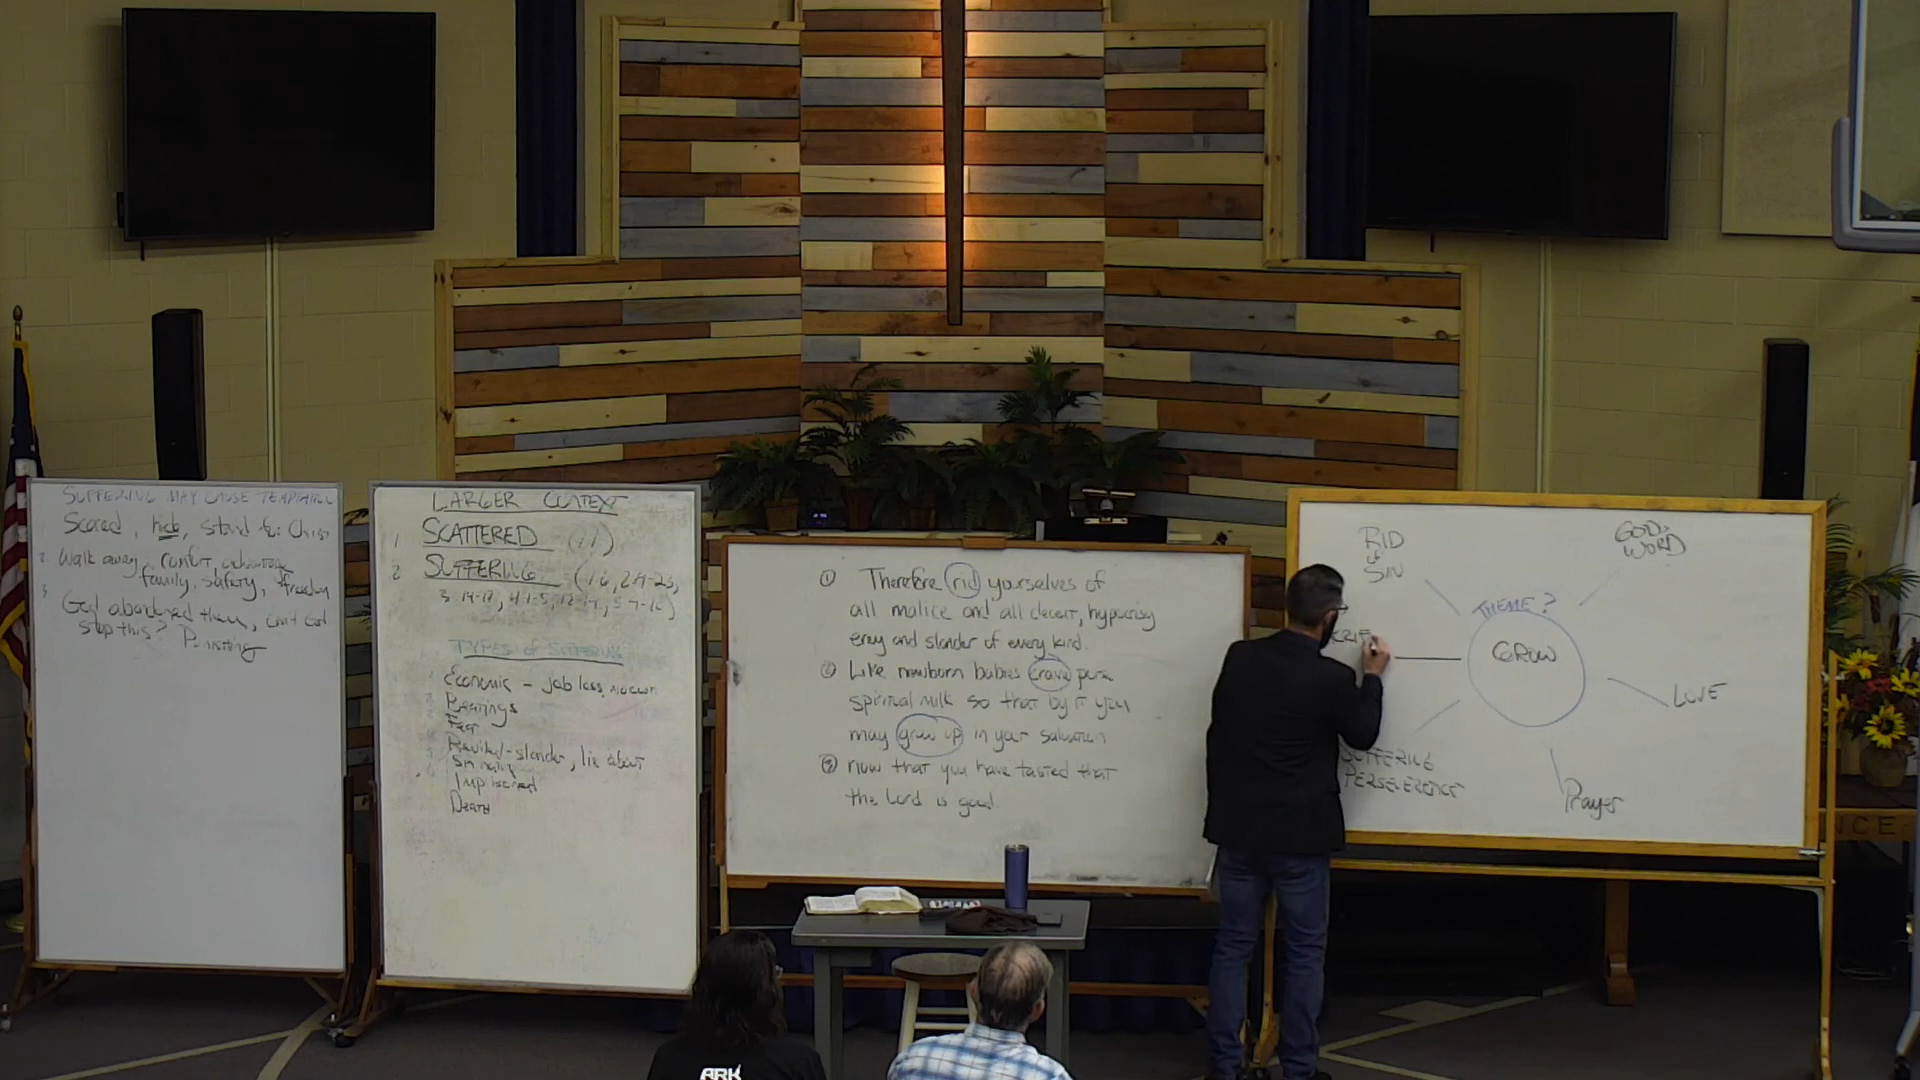 SUFFERING MAY CAUSE TEMPTATION
Scared, hide, stand for Christ
2. Walk away, comfort,
family, safety, freedom
3. God abandoned them, can't God
stop this? Punishing
LARGER CONTEXT
1 SCATTERED (1:1)
2 SUFFERING (1:6, 2:19-23,
3:14-17, 4:1-5, 12-19, 5:7-10)
TYPES of SUFFERING
Economic - job loss,
Beatings
Fear
Reviled - slander, lie about
Imprisoned
Death
① Therefore rid yourselves of
all malice and all deceit, hypocrisy
envy and slander of every kind.
② Like newborn babies crave pure
spiritual milk so that by it you
may grow up in your salvation
③ now that you have tasted that
the Lord is good
RID
of
SIN
GOD's
WORD
THEME?
GROW
LOVE
SUFFERING
PERSEVERENCE
Prayer
NCE
ARK